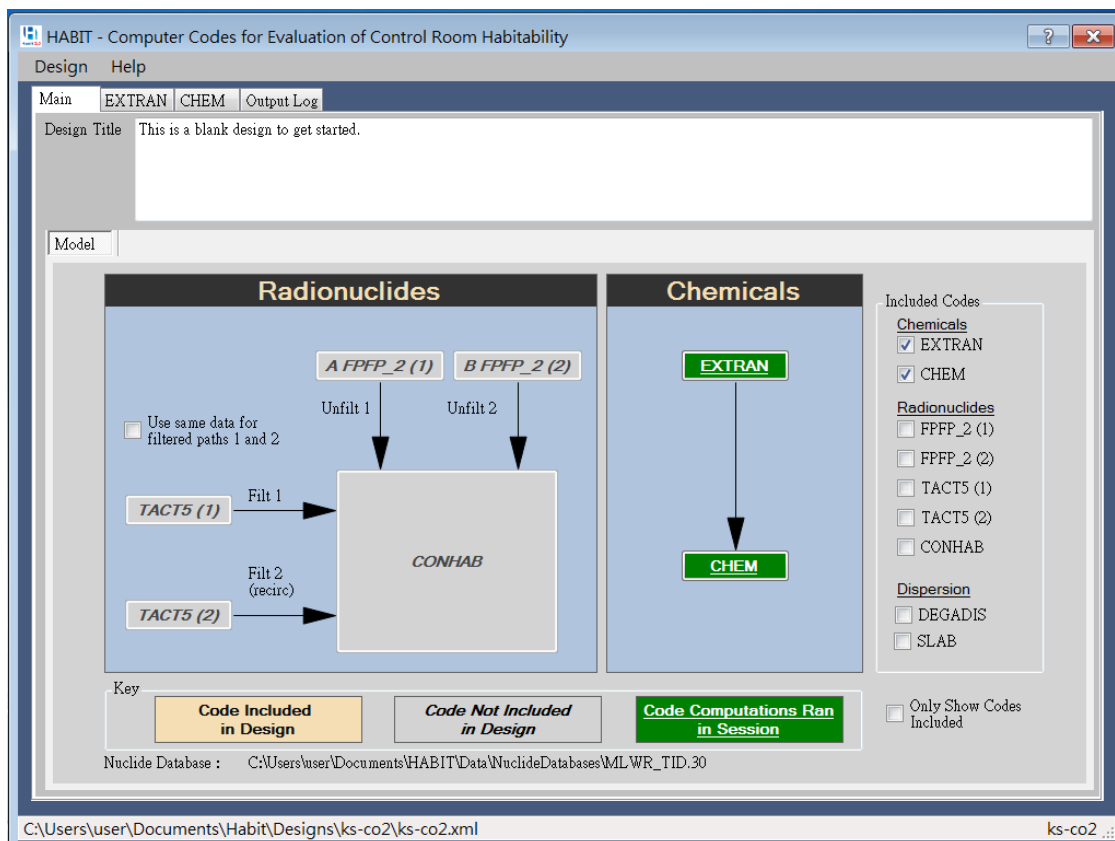 HABIT - Computer Codes for Evaluation of Control Room Habitability
Design Help
Main EXTRAN CHEM Output Log
Design Title This is a blank design to get started.
Model
Radionuclides
A FPFP_2 (1) B FPFP_2 (2)
Unfilt 1 Unfilt 2
Use same data for
filtered paths 1 and 2
TACT5 (1) Filt 1
CONHAB
Filt 2
(recirc)
TACT5 (2)
Chemicals
EXTRAN
CHEM
Included Codes
Chemicals
EXTRAN
CHEM
Radionuclides
FPFP_2 (1)
FPFP_2 (2)
TACT5 (1)
TACT5 (2)
CONHAB
Dispersion
DEGADIS
SLAB
Key
Code Included
in Design
Code Not Included
in Design
Code Computations Ran
in Session
Only Show Codes
Included
Nuclide Database : C:\Users\user\Documents\HABIT\Data\NuclideDatabases\MLWR_TID.30
C:\Users\user\Documents\Habit\Designs\ks-co2\ks-co2.xml ks-co2